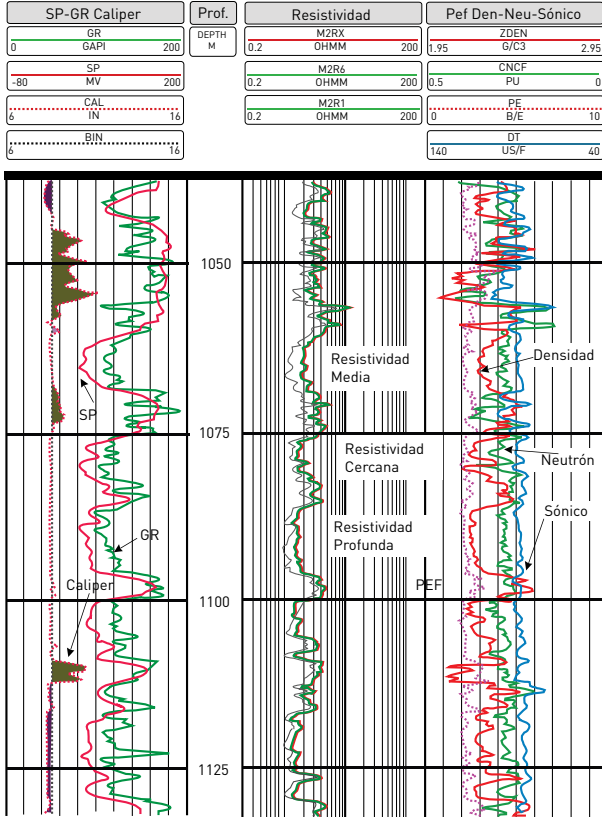 SP-GR Caliper
Prof.
Resistividad
Pef Den-Neu-Sónico
GR
0 GAPI 200
SP
-80 MV 200
CAL
6 IN 16
BIN
6 16
DEPTH
M
M2RX
0.2 OHMM 200
M2R6
0.2 OHMM 200
M2R1
0.2 OHMM 200
ZDEN
1.95 G/C3 2.95
CNCF
0.5 PU 0
PE
0 B/E 10
DT
140 US/F 40
1050
Resistividad
Media
Densidad
SP
1075
Resistividad
Cercana
Neutrón
Sónico
Resistividad
Profunda
GR
Caliper
PEF
1100
1125